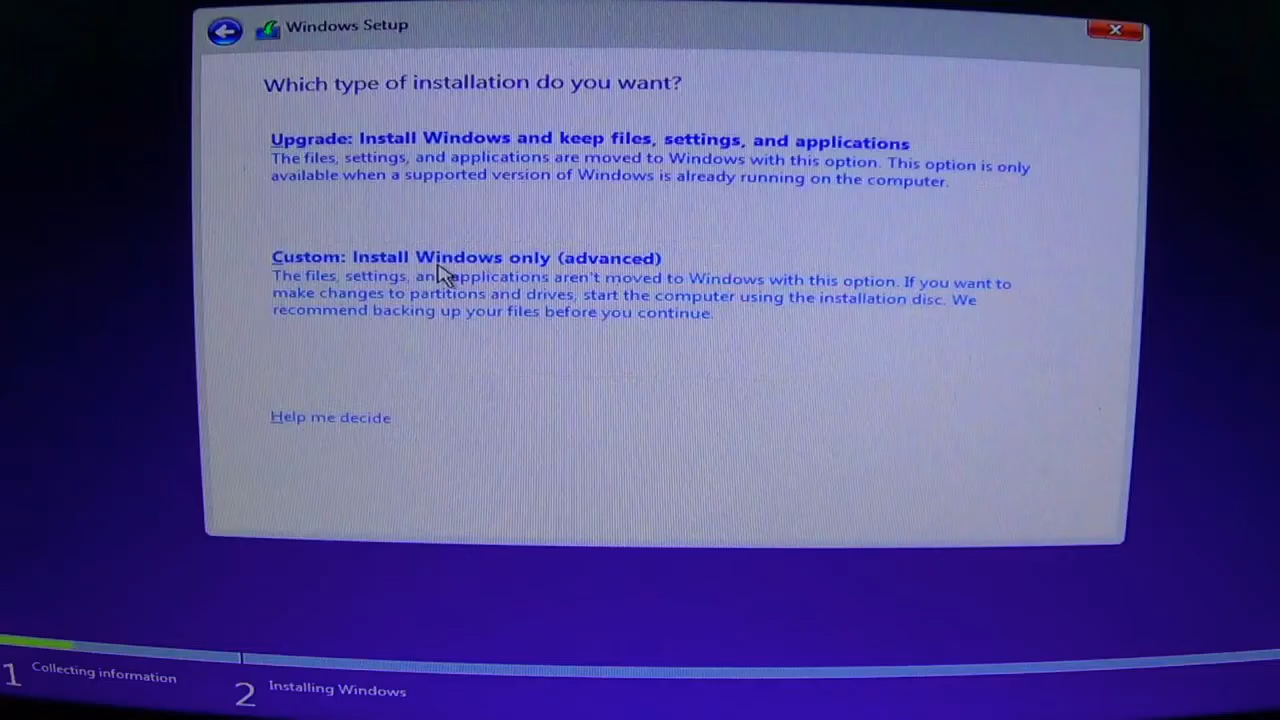 Windows Setup
Which type of installation do you want?
Upgrade: Install Windows and keep files, settings, and applications
The files, settings, and applications are moved to Windows with this option. This option is only
available when a supported version of Windows is already running on the computer.
Custom: Install Windows only (advanced)
The files, settings, and applications aren't moved to Windows with this option. If you want to
make changes to partitions and drives, start the computer using the installation disc. We
recommend backing up your files before you continue.
Help me decide
1 Collecting information
2 Installing Windows